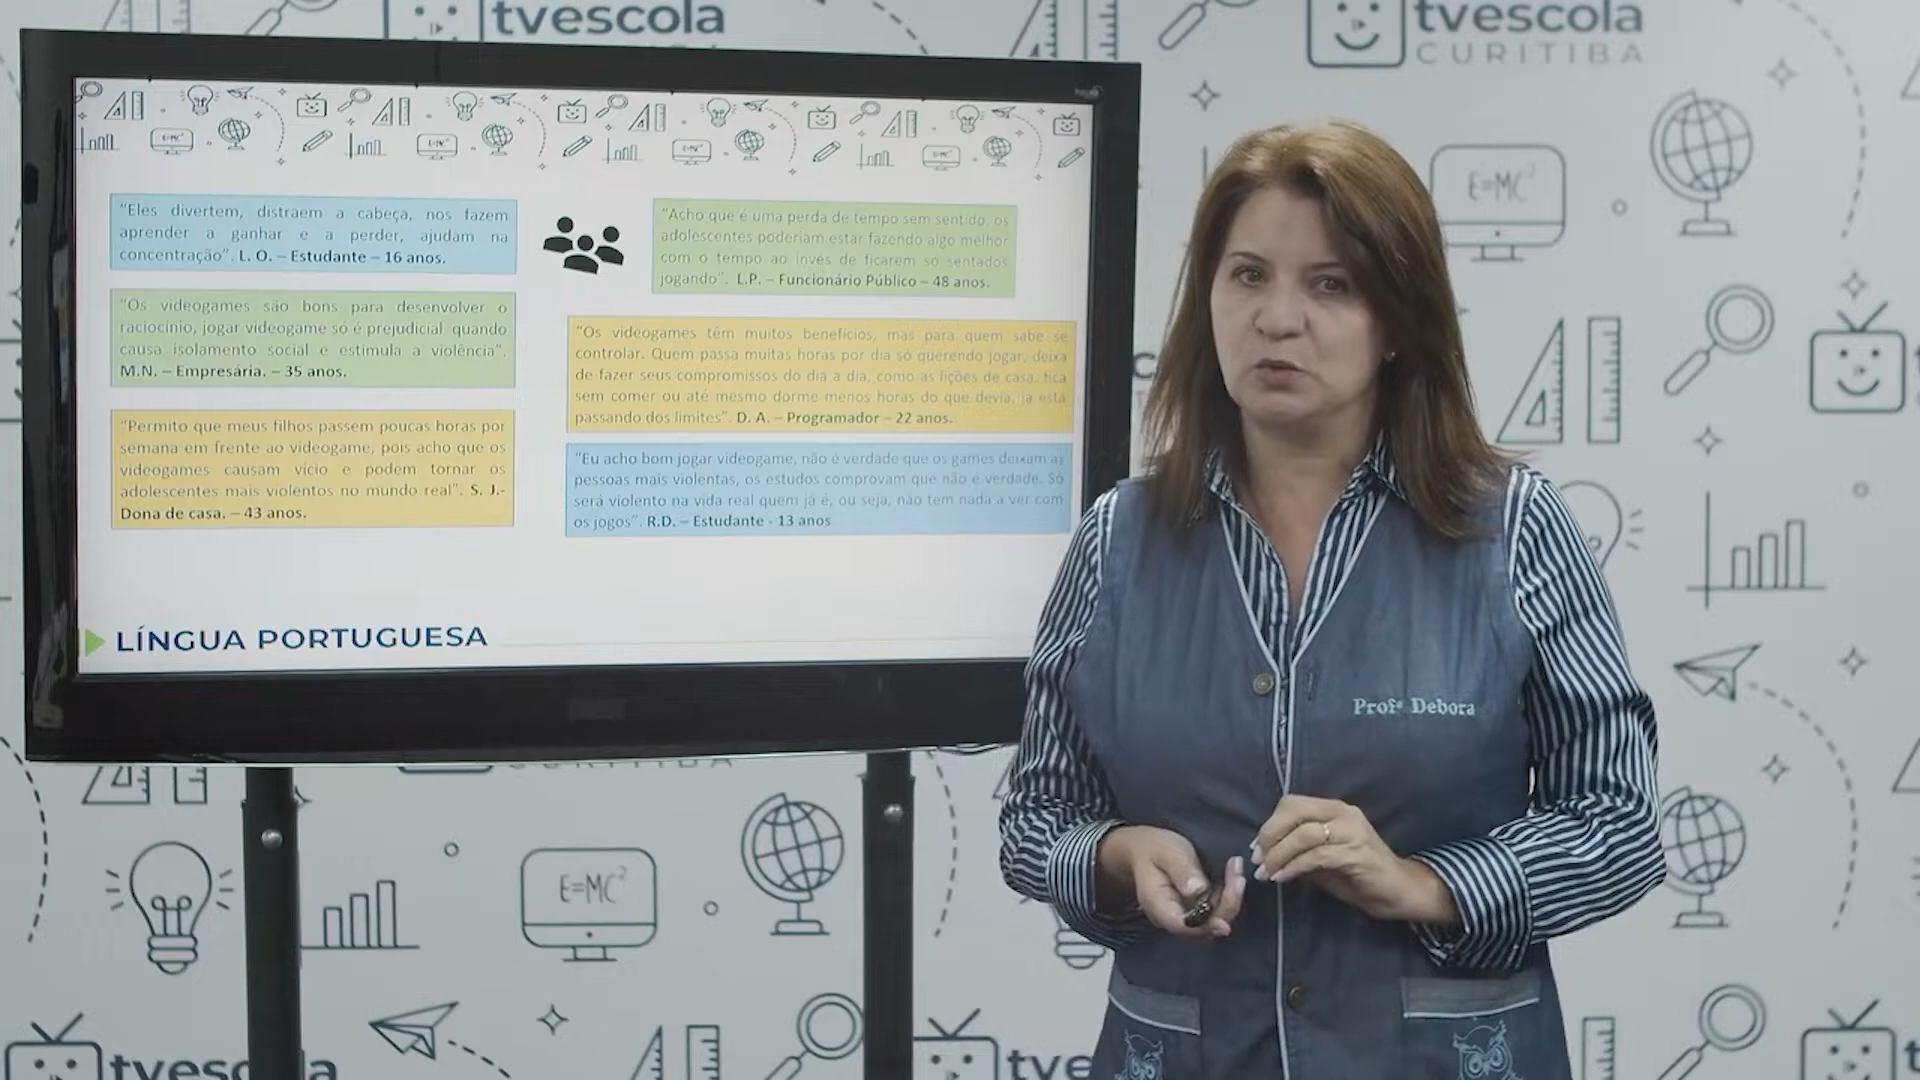 tvescola
tvescola
CURITIBA
"Eles divertem, distraem a cabeça, nos fazem
aprender a ganhar e a perder, ajudam na
concentração". L. O. – Estudante – 16 anos.
"Os videogames são bons para desenvolver o
raciocínio, jogar videogame só é prejudicial quando
causa isolamento social e estimula a violência".
M.N. – Empresária. – 35 anos.
"Permito que meus filhos passem poucas horas por
semana em frente ao videogame, pois acho que os
videogames causam vício e podem tornar os
adolescentes mais violentos no mundo real". S. J.-
Dona de casa. – 43 anos.
"Acho que é uma perda de tempo sem sentido, os
adolescentes poderiam estar fazendo algo melhor
com o tempo ao invés de ficarem so sentados
jogando". L.P. – Funcionário Público – 48 anos.
"Os videogames têm muitos benefícios, mas para quem sabe se
controlar. Quem passa muitas horas por dia só querendo jogar, deixa
de fazer seus compromissos do dia a dia, como as lições de casa, fica
sem comer ou até mesmo dorme menos horas do que devia, ja está
passando dos limites". D. A. – Programador – 22 anos.
"Eu acho bom jogar videogame, não é verdade que os games deixam as
pessoas mais violentas, os estudos comprovam que não é verdade. Só
será violento na vida real quem já é, ou seja, não tem nada a ver com
os jogos". R.D. – Estudante - 13 anos
LÍNGUA PORTUGUESA
E=MC²
Profª Debora
CURITIBA
E=MC²
tvescola
tve